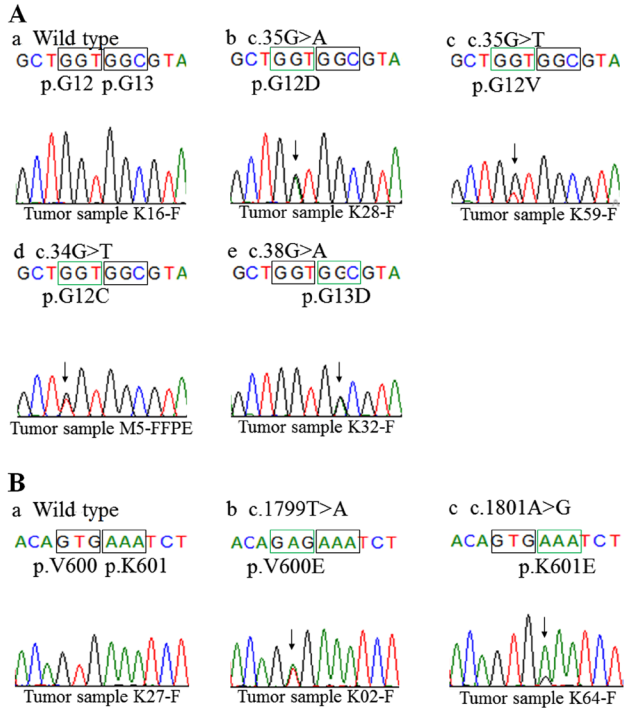 A
a Wild type b c.35G>A c c.35G>T
GCTGGTGGCGTA GCTGGTGGCGTA GCTGGTGGCGTA
p.G12 p.G13 p.G12D p.G12V
Tumor sample K16-F Tumor sample K28-F Tumor sample K59-F
d c.34G>T e c.38G>A
GCTGGTGGCGTA GCTGGTGGCGTA
p.G12C p.G13D
Tumor sample M5-FFPE Tumor sample K32-F
B
a Wild type b c.1799T>A c c.1801A>G
ACAGTGAAATCT ACAGAGAAATCT ACAGTGAAATCT
p.V600 p.K601 p.V600E p.K601E
Tumor sample K27-F Tumor sample K02-F Tumor sample K64-F